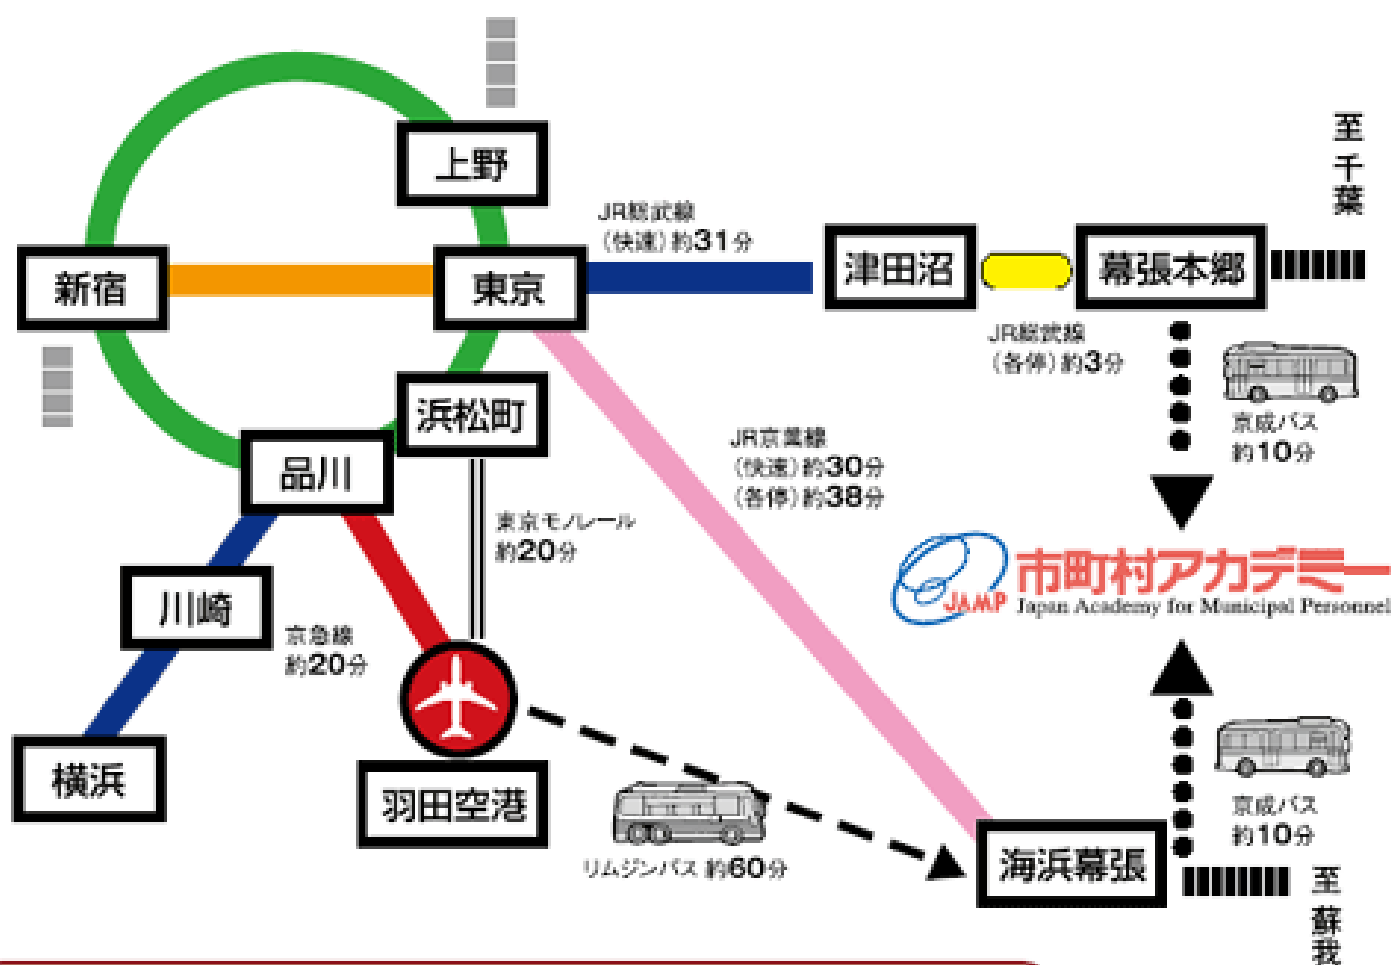 上野
至千葉
JR総武線
（快速）約31分
新宿
東京
津田沼
幕張本郷
JR総武線
（各停）約3分
京成バス
約10分
浜松町
JR京葉線
（快速）約30分
（各停）約38分
品川
東京モノレール
約20分
市町村アカデミー
JAMP
Japan Academy for Municipal Personnel
川崎
京急線
約20分
横浜
羽田空港
リムジンバス 約60分
京成バス
約10分
海浜幕張
至蘇我